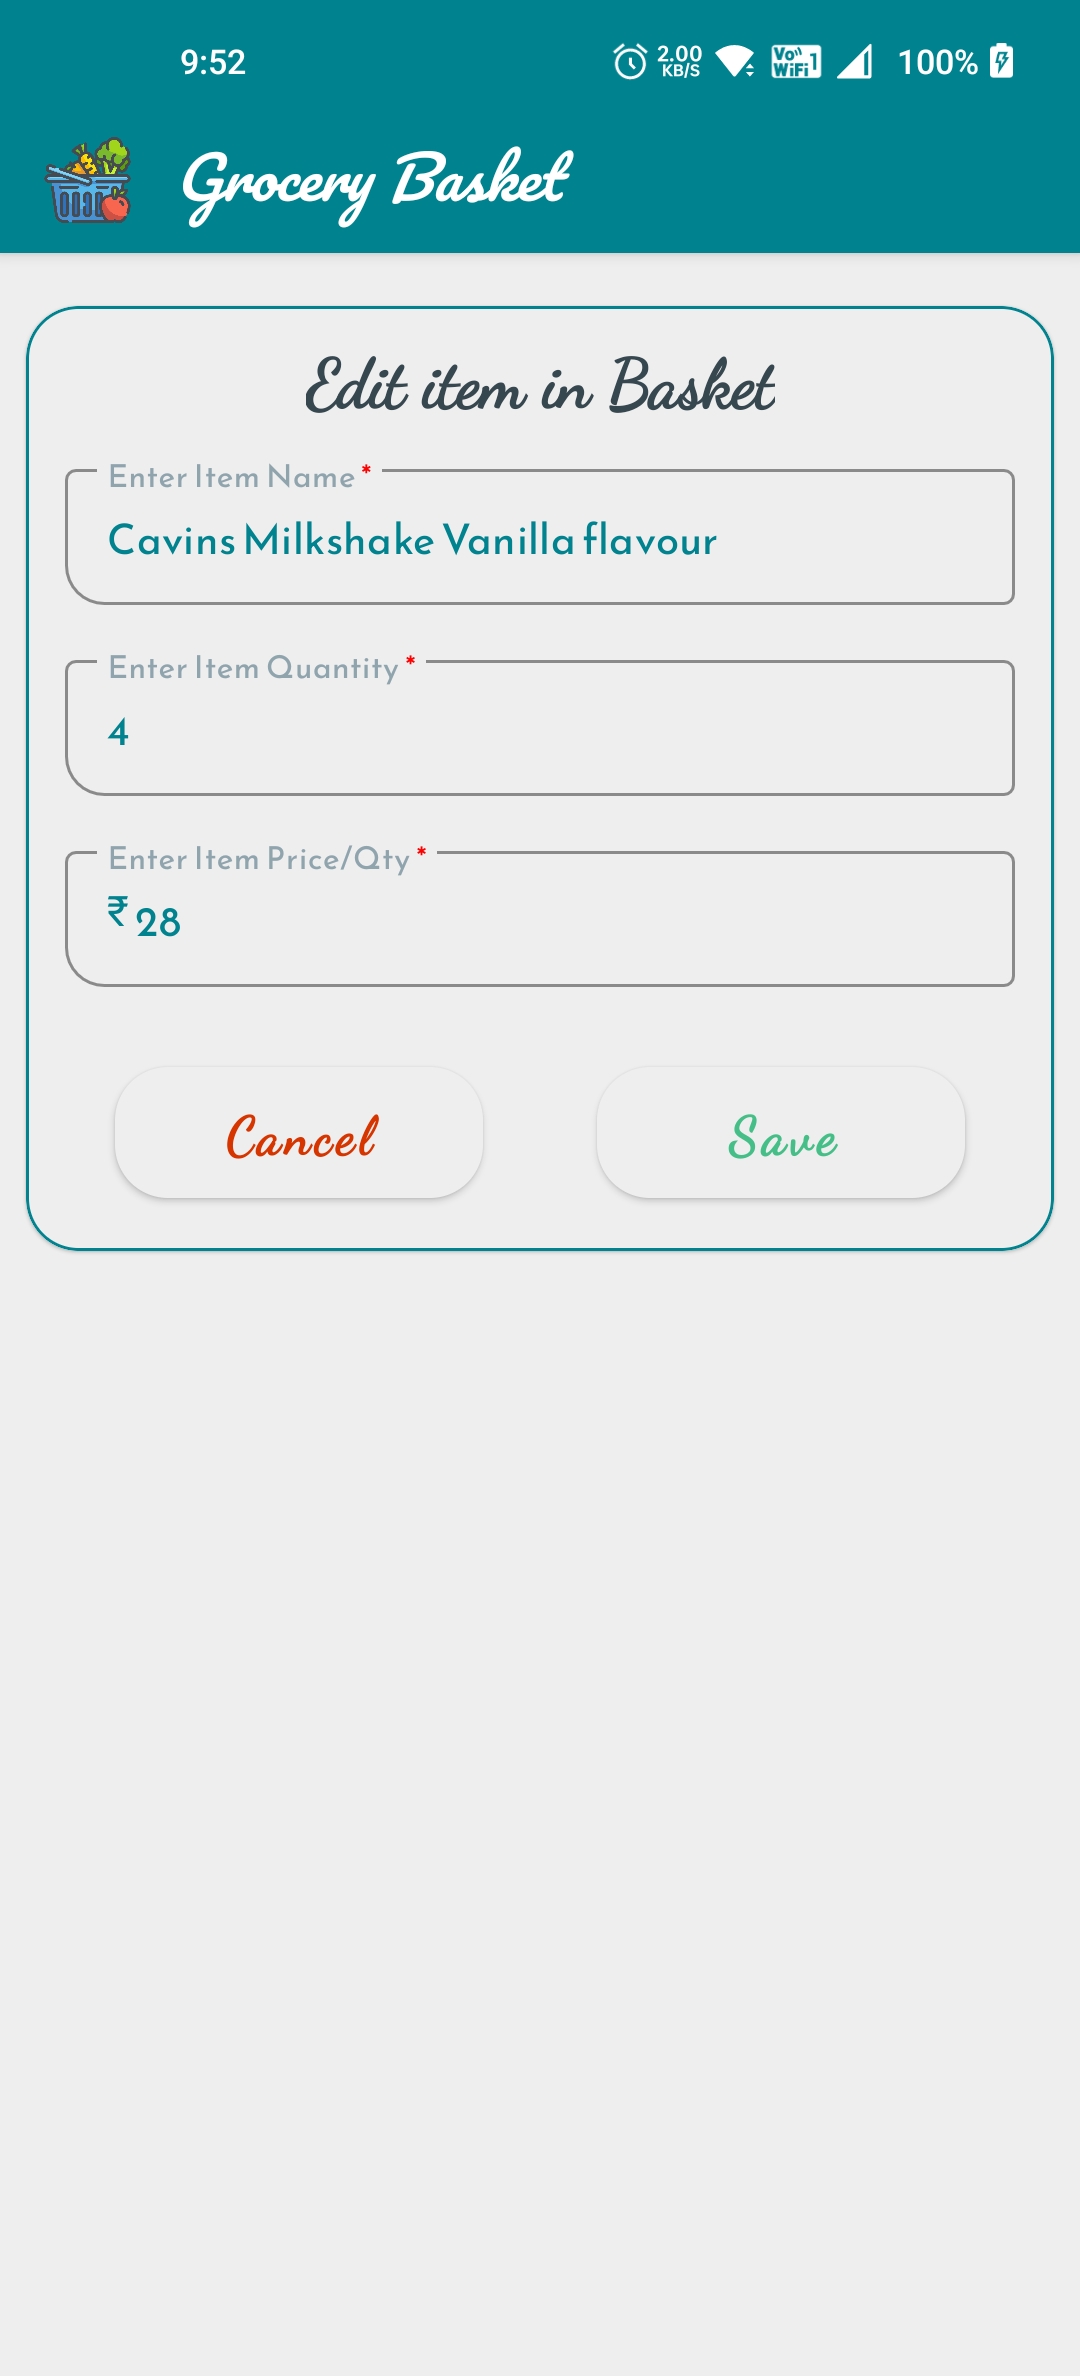 9:52 2.00 KB/S Vo WiFi 1 100%
Grocery Basket
Edit item in Basket
Enter Item Name *
Cavins Milkshake Vanilla flavour
Enter Item Quantity *
4
Enter Item Price/Qty *
₹ 28
Cancel Save